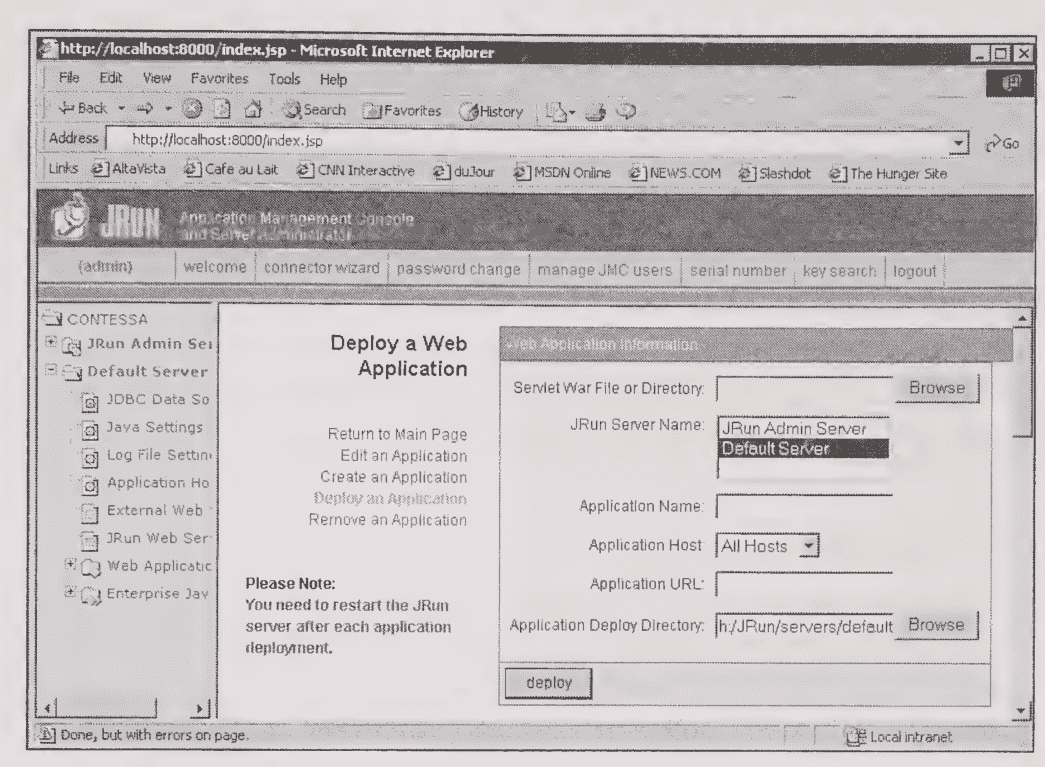 http://localhost:8000/index.jsp - Microsoft Internet Explorer
File Edit View Favorites Tools Help
Back Search Favorites History
Address http://localhost:8000/index.jsp Go
Links AltaVista Cafe au Lait CNN Interactive duJour MSDN Online NEWS.COM Slashdot The Hunger Site
JRUN Application Management Console
and Server Administrator
(admin) welcome connector wizard password change manage JMC users serial number key search logout
CONTESSA
JRun Admin Ser
Default Server
JDBC Data So
Java Settings
Log File Settin
Application Ho
External Web
JRun Web Ser
Web Applicatic
Enterprise Jav
Deploy a Web
Application
Return to Main Page
Edit an Application
Create an Application
Deploy an Application
Remove an Application
Please Note:
You need to restart the JRun
server after each application
deployment.
Web Application Information
Servlet War File or Directory: Browse
JRun Server Name: JRun Admin Server
Default Server
Application Name:
Application Host All Hosts
Application URL:
Application Deploy Directory: h:/JRun/servers/default Browse
deploy
Done, but with errors on page. Local intranet